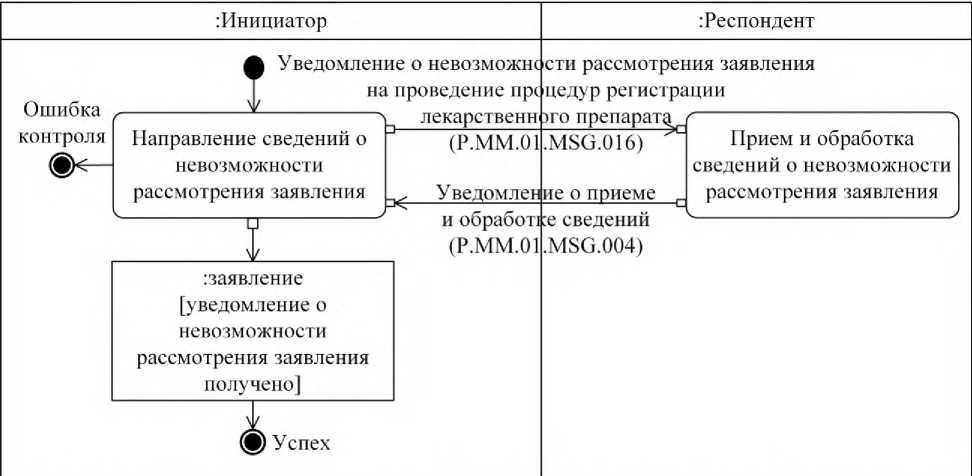 :Инициатор
:Респондент
Уведомление о невозможности рассмотрения заявления
на проведение процедур регистрации
лекарственного препарата
(P.MM.01.MSG.016)
Ошибка
контроля
Направление сведений о
невозможности
рассмотрения заявления
Прием и обработка
сведений о невозможности
рассмотрения заявления
Уведомление о приеме
и обработке сведений
(P.MM.01.MSG.004)
:заявление
[уведомление о
невозможности
рассмотрения заявления
получено]
Успех